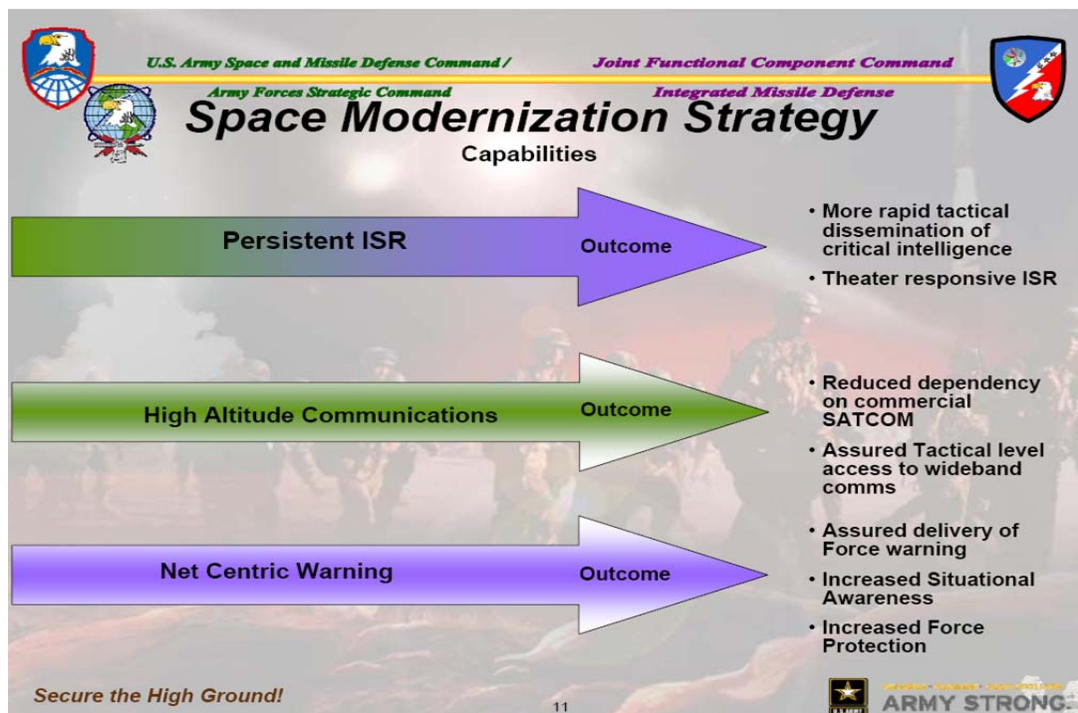 U.S. Army Space and Missile Defense Command /
Joint Functional Component Command
Army Forces Strategic Command
Integrated Missile Defense
Space Modernization Strategy
Capabilities
Persistent ISR
Outcome
• More rapid tactical
dissemination of
critical intelligence
• Theater responsive ISR
High Altitude Communications
Outcome
• Reduced dependency
on commercial
SATCOM
• Assured Tactical level
access to wideband
comms
Net Centric Warning
Outcome
• Assured delivery of
Force warning
• Increased Situational
Awareness
• Increased Force
Protection
Secure the High Ground!
11
U.S. ARMY
ARMY STRONG.